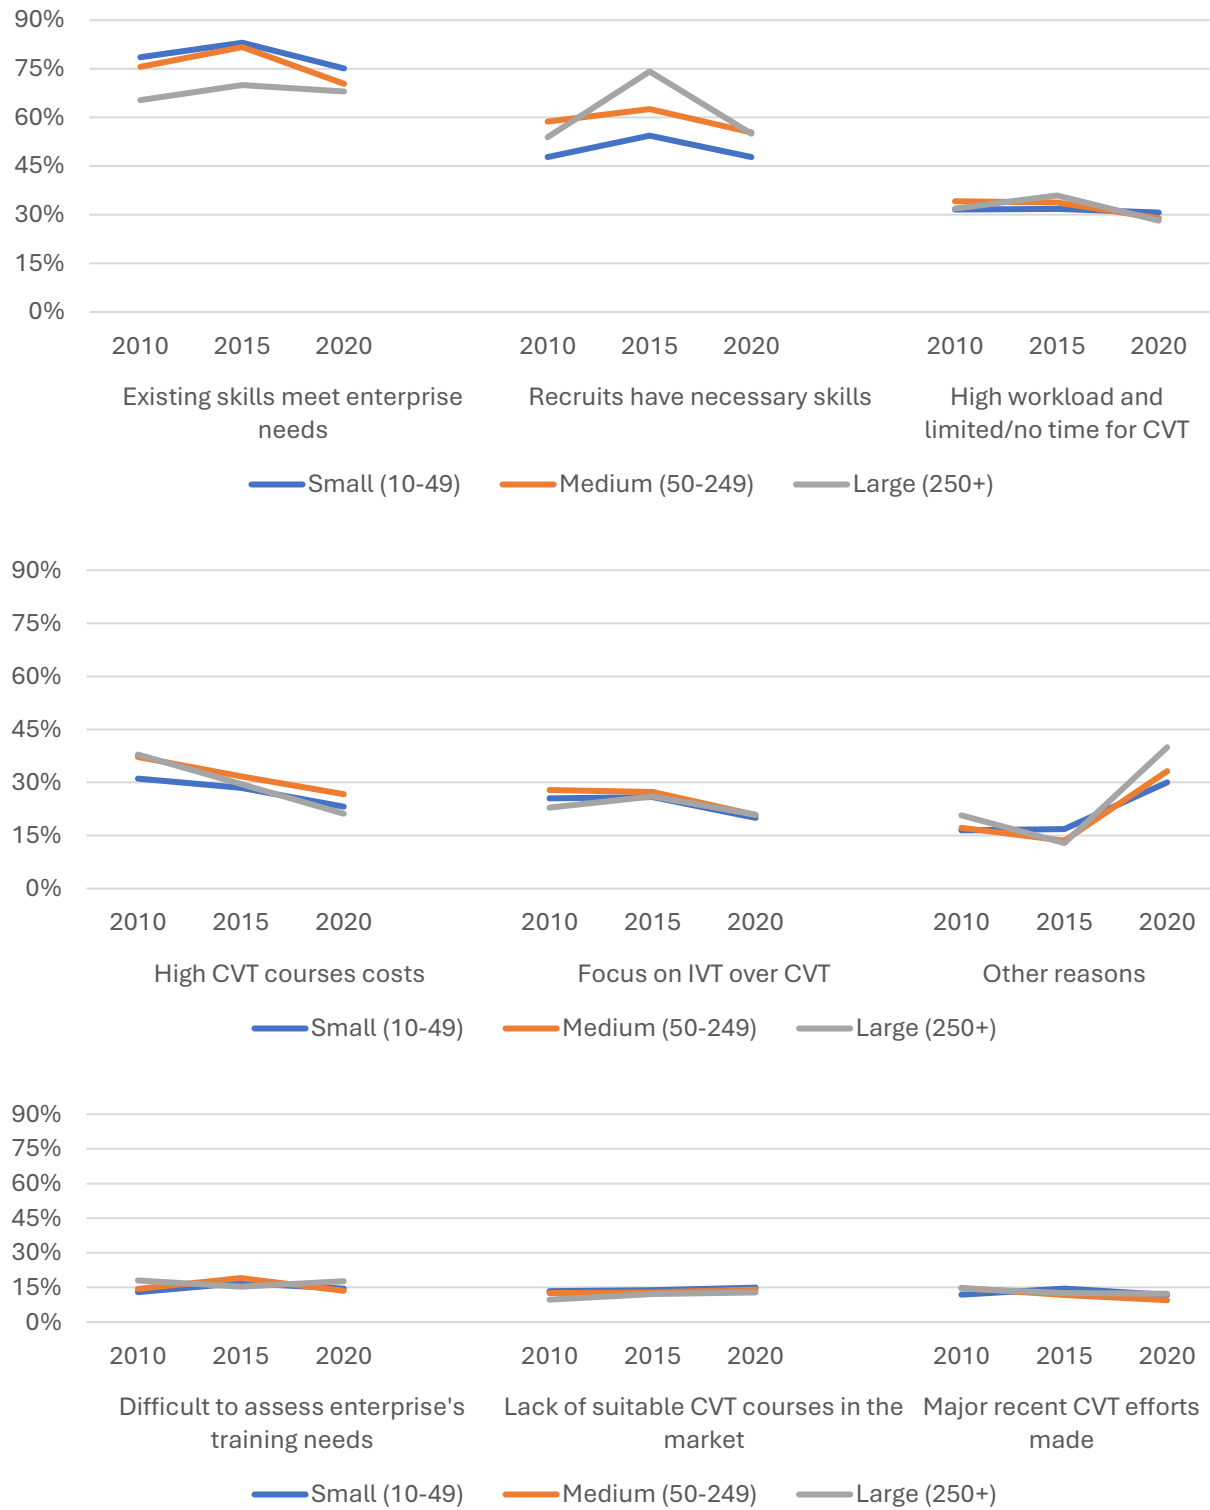 90%
75%
60%
45%
30%
15%
0%
2010 2015 2020 2010 2015 2020 2010 2015 2020
Existing skills meet enterprise needs
Recruits have necessary skills
High workload and limited/no time for CVT
Small (10-49) Medium (50-249) Large (250+)
90%
75%
60%
45%
30%
15%
0%
2010 2015 2020 2010 2015 2020 2010 2015 2020
High CVT courses costs Focus on IVT over CVT Other reasons
Small (10-49) Medium (50-249) Large (250+)
90%
75%
60%
45%
30%
15%
0%
2010 2015 2020 2010 2015 2020 2010 2015 2020
Difficult to assess enterprise's training needs
Lack of suitable CVT courses in the market
Major recent CVT efforts made
Small (10-49) Medium (50-249) Large (250+)